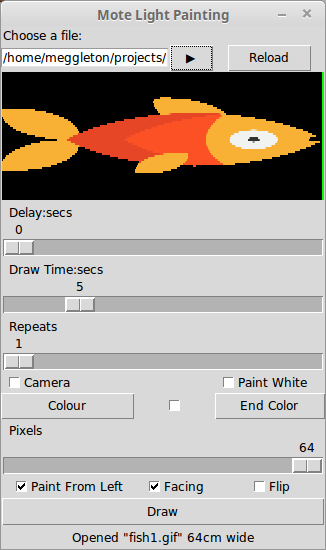 Mote Light Painting
Choose a file:
/home/meggleton/projects/ Reload
Delay:secs
0
Draw Time:secs
5
Repeats
1
Camera Paint White
Colour End Color
Pixels
64
Paint From Left Facing Flip
Draw
Opened "fish1.gif" 64cm wide